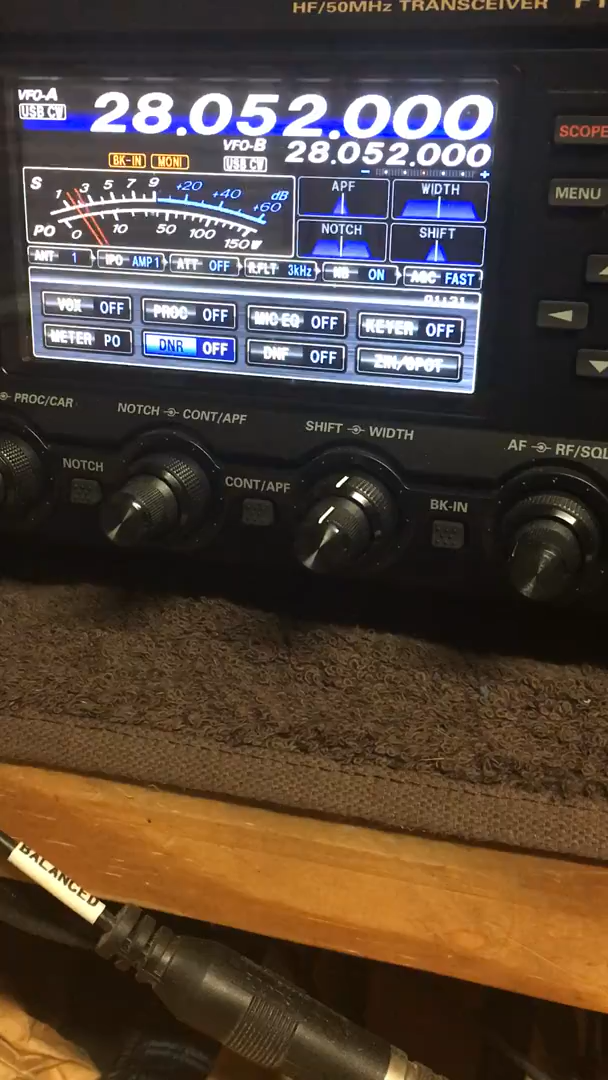 HF/50MHz TRANSCEIVER
VFO-A
USB CW
28.052.000
VFO-B
USB CW
28.052.000
BK-IN MONI
S 1 3 5 7 9 +20 +40 +60 dB
PO 0 10 50 100 150 W
APF WIDTH
NOTCH SHIFT
ANT 1 IPO AMP1 ATT OFF R.FLT 3kHz NB ON AGC FAST
VOX OFF PROC OFF MIC EQ OFF KEYER OFF
METER PO DNR OFF DNF OFF ZIN/SPOT
SCOPE
MENU
PROC/CAR
NOTCH CONT/APF
SHIFT WIDTH
AF RF/SQL
NOTCH
CONT/APF
BK-IN
BALANCED